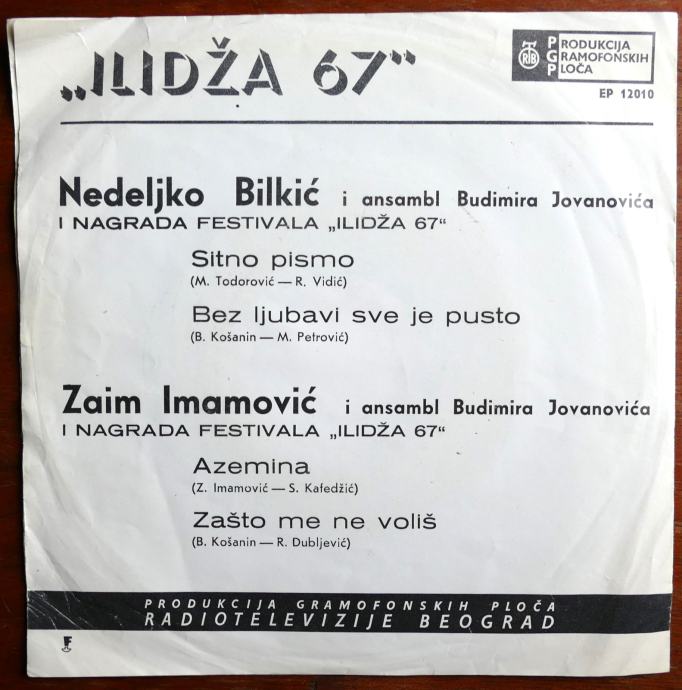 „ILIDŽA 67“
RTB
PRODUKCIJA
GRAMOFONSKIH
PLOČA
EP 12010
Nedeljko Bilkić i ansambl Budimira Jovanovića
I NAGRADA FESTIVALA „ILIDŽA 67“
Sitno pismo
(M. Todorović — R. Vidić)
Bez ljubavi sve je pusto
(B. Košanin — M. Petrović)
Zaim Imamović i ansambl Budimira Jovanovića
I NAGRADA FESTIVALA „ILIDŽA 67“
Azemina
(Z. Imamović — S. Kafedžić)
Zašto me ne voliš
(B. Košanin — R. Dubljević)
PRODUKCIJA GRAMOFONSKIH PLOČA
RADIOTELEVIZIJE BEOGRAD